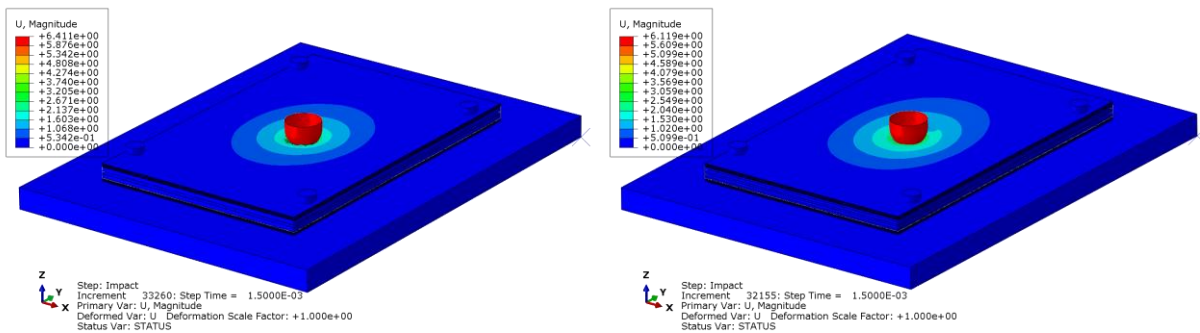 U, Magnitude
+6.411e+00
+5.876e+00
+5.342e+00
+4.808e+00
+4.274e+00
+3.740e+00
+3.205e+00
+2.671e+00
+2.137e+00
+1.603e+00
+1.068e+00
+5.342e-01
+0.000e+00
Z
Y
X
Step: Impact
Increment 33260: Step Time = 1.5000E-03
Primary Var: U, Magnitude
Deformed Var: U Deformation Scale Factor: +1.000e+00
Status Var: STATUS
U, Magnitude
+6.119e+00
+5.609e+00
+5.099e+00
+4.589e+00
+4.079e+00
+3.569e+00
+3.059e+00
+2.549e+00
+2.040e+00
+1.530e+00
+1.020e+00
+5.099e-01
+0.000e+00
Z
Y
X
Step: Impact
Increment 32155: Step Time = 1.5000E-03
Primary Var: U, Magnitude
Deformed Var: U Deformation Scale Factor: +1.000e+00
Status Var: STATUS